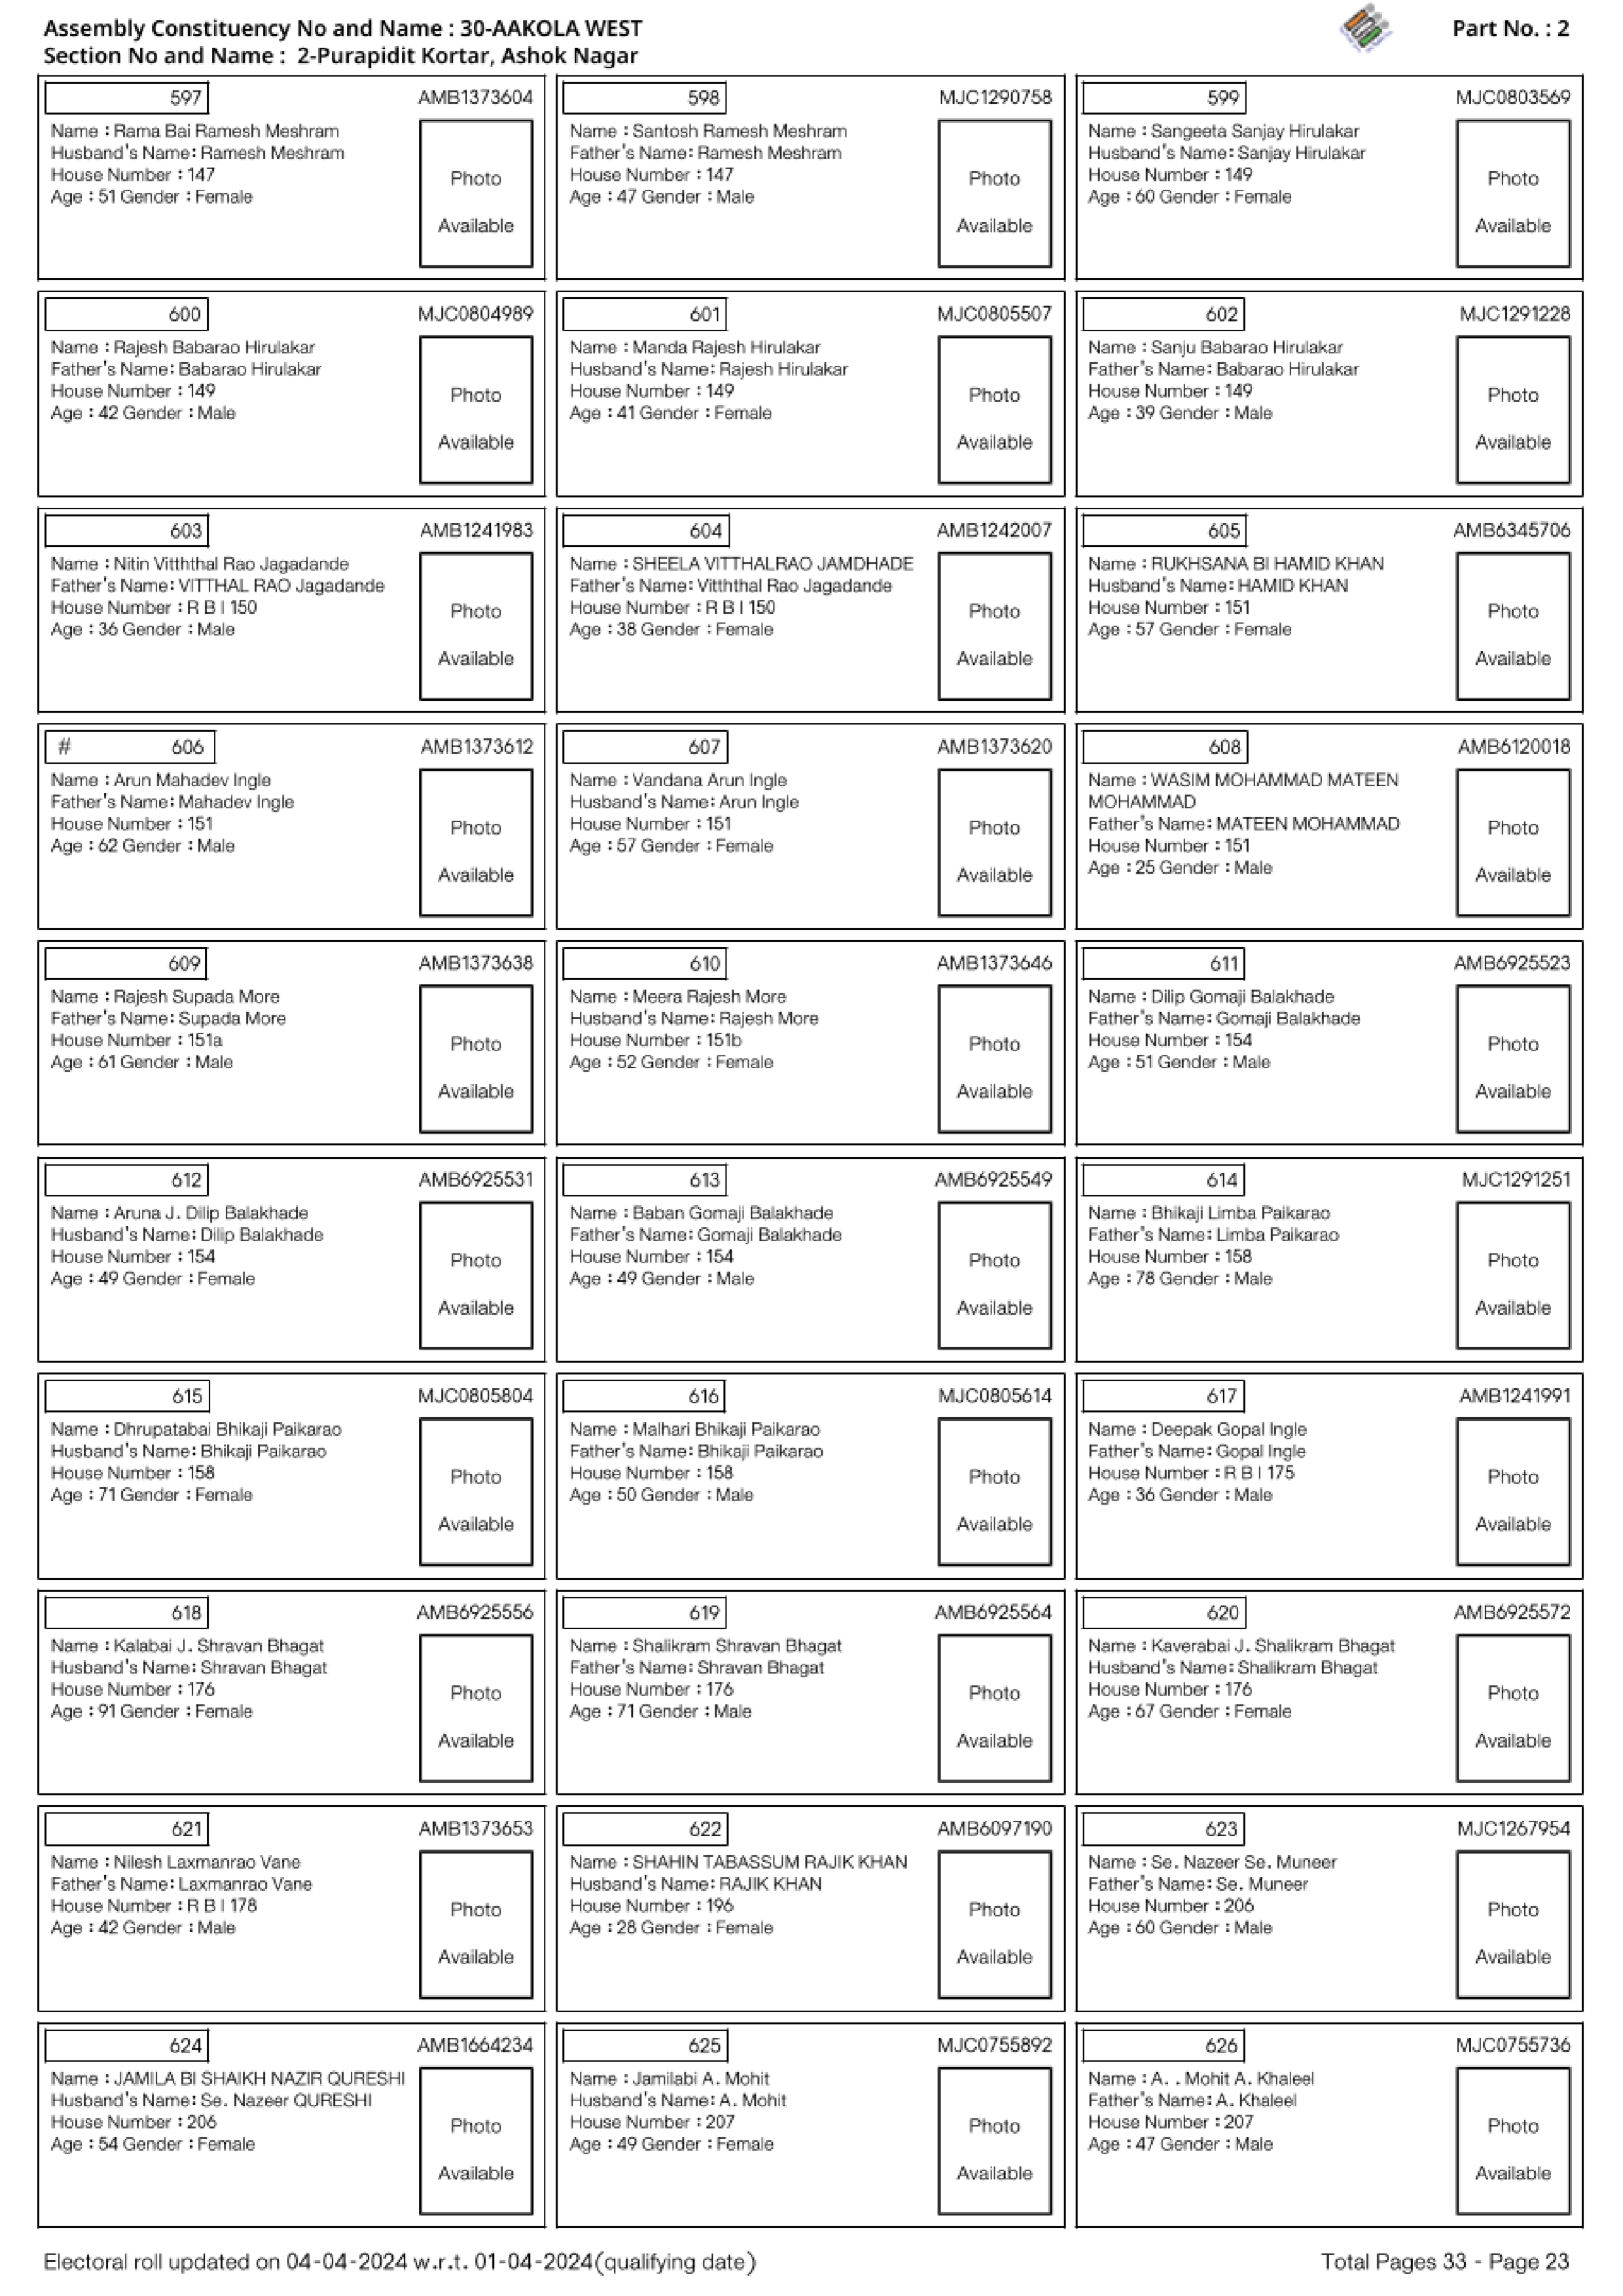 Assembly Constituency No and Name : 30-AAKOLA WEST
Part No. : 2
Section No and Name : 2-Purapidit Kortar, Ashok Nagar
597 AMB1373604
Name : Rama Bai Ramesh Meshram
Husband's Name: Ramesh Meshram
House Number : 147
Age : 51 Gender : Female
Photo
Available
598 MJC1290758
Name : Santosh Ramesh Meshram
Father's Name: Ramesh Meshram
House Number : 147
Age : 47 Gender : Male
Photo
Available
599 MJC0803569
Name : Sangeeta Sanjay Hirulakar
Husband's Name: Sanjay Hirulakar
House Number : 149
Age : 60 Gender : Female
Photo
Available
600 MJC0804989
Name : Rajesh Babarao Hirulakar
Father's Name: Babarao Hirulakar
House Number : 149
Age : 42 Gender : Male
Photo
Available
601 MJC0805507
Name : Manda Rajesh Hirulakar
Husband's Name: Rajesh Hirulakar
House Number : 149
Age : 41 Gender : Female
Photo
Available
602 MJC1291228
Name : Sanju Babarao Hirulakar
Father's Name: Babarao Hirulakar
House Number : 149
Age : 39 Gender : Male
Photo
Available
603 AMB1241983
Name : Nitin Vitththal Rao Jagadande
Father's Name: VITTHAL RAO Jagadande
House Number : R B I 150
Age : 36 Gender : Male
Photo
Available
604 AMB1242007
Name : SHEELA VITTHALRAO JAMDHADE
Father's Name: Vitththal Rao Jagadande
House Number : R B I 150
Age : 38 Gender : Female
Photo
Available
605 AMB6345706
Name : RUKHSANA BI HAMID KHAN
Husband's Name: HAMID KHAN
House Number : 151
Age : 57 Gender : Female
Photo
Available
# 606 AMB1373612
Name : Arun Mahadev Ingle
Father's Name: Mahadev Ingle
House Number : 151
Age : 62 Gender : Male
Photo
Available
607 AMB1373620
Name : Vandana Arun Ingle
Husband's Name: Arun Ingle
House Number : 151
Age : 57 Gender : Female
Photo
Available
608 AMB6120018
Name : WASIM MOHAMMAD MATEEN
MOHAMMAD
Father's Name: MATEEN MOHAMMAD
House Number : 151
Age : 25 Gender : Male
Photo
Available
609 AMB1373638
Name : Rajesh Supada More
Father's Name: Supada More
House Number : 151a
Age : 61 Gender : Male
Photo
Available
610 AMB1373646
Name : Meera Rajesh More
Husband's Name: Rajesh More
House Number : 151b
Age : 52 Gender : Female
Photo
Available
611 AMB6925523
Name : Dilip Gomaji Balakhade
Father's Name: Gomaji Balakhade
House Number : 154
Age : 51 Gender : Male
Photo
Available
612 AMB6925531
Name : Aruna J. Dilip Balakhade
Husband's Name: Dilip Balakhade
House Number : 154
Age : 49 Gender : Female
Photo
Available
613 AMB6925549
Name : Baban Gomaji Balakhade
Father's Name: Gomaji Balakhade
House Number : 154
Age : 49 Gender : Male
Photo
Available
614 MJC1291251
Name : Bhikaji Limba Paikarao
Father's Name: Limba Paikarao
House Number : 158
Age : 78 Gender : Male
Photo
Available
615 MJC0805804
Name : Dhrupatabai Bhikaji Paikarao
Husband's Name: Bhikaji Paikarao
House Number : 158
Age : 71 Gender : Female
Photo
Available
616 MJC0805614
Name : Malhari Bhikaji Paikarao
Father's Name: Bhikaji Paikarao
House Number : 158
Age : 50 Gender : Male
Photo
Available
617 AMB1241991
Name : Deepak Gopal Ingle
Father's Name: Gopal Ingle
House Number : R B I 175
Age : 36 Gender : Male
Photo
Available
618 AMB6925556
Name : Kalabai J. Shravan Bhagat
Husband's Name: Shravan Bhagat
House Number : 176
Age : 91 Gender : Female
Photo
Available
619 AMB6925564
Name : Shalikram Shravan Bhagat
Father's Name: Shravan Bhagat
House Number : 176
Age : 71 Gender : Male
Photo
Available
620 AMB6925572
Name : Kaverabai J. Shalikram Bhagat
Husband's Name: Shalikram Bhagat
House Number : 176
Age : 67 Gender : Female
Photo
Available
621 AMB1373653
Name : Nilesh Laxmanrao Vane
Father's Name: Laxmanrao Vane
House Number : R B I 178
Age : 42 Gender : Male
Photo
Available
622 AMB6097190
Name : SHAHIN TABASSUM RAJIK KHAN
Husband's Name: RAJIK KHAN
House Number : 196
Age : 28 Gender : Female
Photo
Available
623 MJC1267954
Name : Se. Nazeer Se. Muneer
Father's Name: Se. Muneer
House Number : 206
Age : 60 Gender : Male
Photo
Available
624 AMB1664234
Name : JAMILA BI SHAIKH NAZIR QURESHI
Husband's Name: Se. Nazeer QURESHI
House Number : 206
Age : 54 Gender : Female
Photo
Available
625 MJC0755892
Name : Jamilabi A. Mohit
Husband's Name: A. Mohit
House Number : 207
Age : 49 Gender : Female
Photo
Available
626 MJC0755736
Name : A. . Mohit A. Khaleel
Father's Name: A. Khaleel
House Number : 207
Age : 47 Gender : Male
Photo
Available
Electoral roll updated on 04-04-2024 w.r.t. 01-04-2024(qualifying date)
Total Pages 33 - Page 23